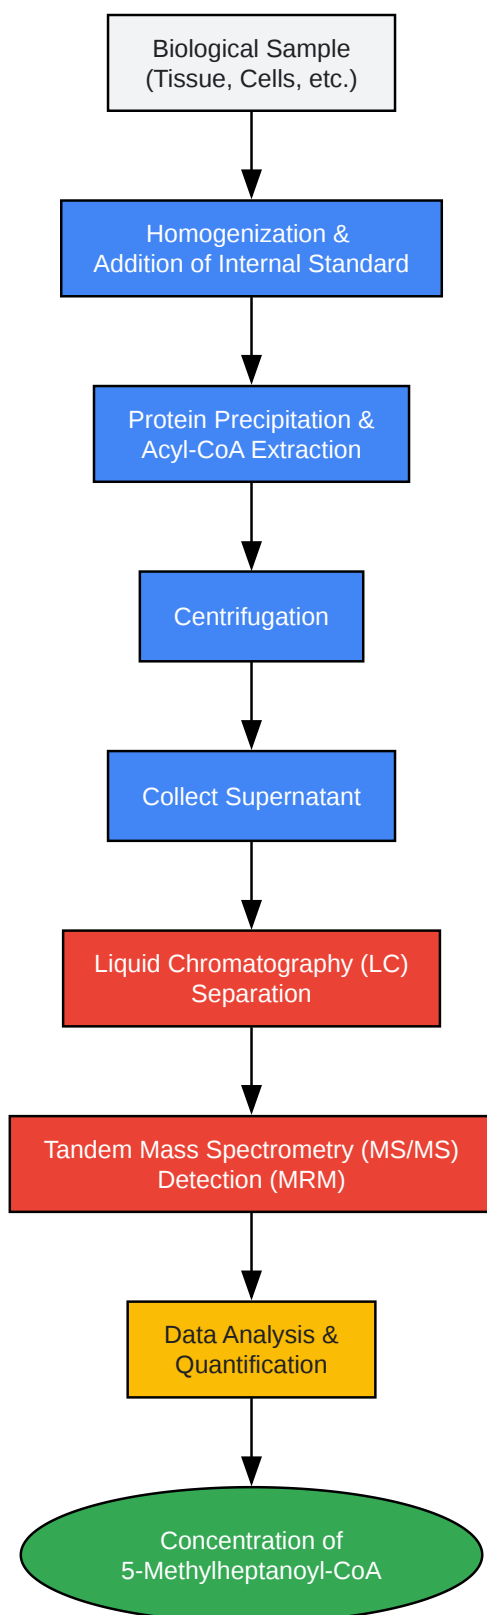 Biological Sample
(Tissue, Cells, etc.)
Homogenization &
Addition of Internal Standard
Protein Precipitation &
Acyl-CoA Extraction
Centrifugation
Collect Supernatant
Liquid Chromatography (LC)
Separation
Tandem Mass Spectrometry (MS/MS)
Detection (MRM)
Data Analysis &
Quantification
Concentration of
5-Methylheptanoyl-CoA